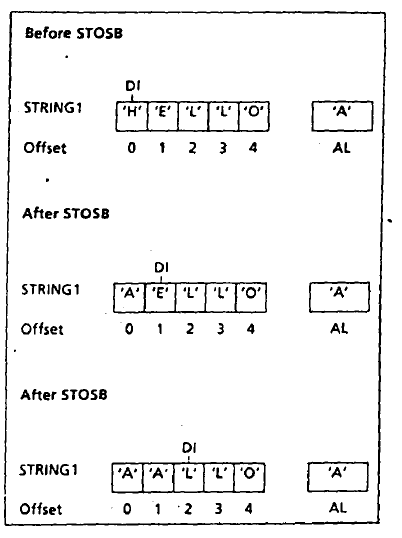 Before STOSB
DI
STRING1 'H' 'E' 'L' 'L' 'O' 'A'
Offset 0 1 2 3 4 AL
After STOSB
DI
STRING1 'A' 'E' 'L' 'L' 'O' 'A'
Offset 0 1 2 3 4 AL
After STOSB
DI
STRING1 'A' 'A' 'L' 'L' 'O' 'A'
Offset 0 1 2 3 4 AL